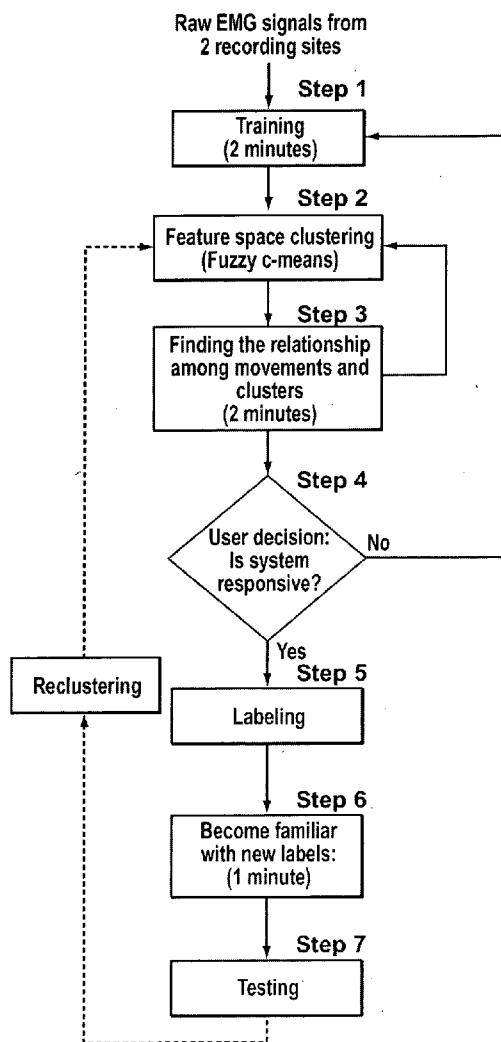 Raw EMG signals from
2 recording sites
Step 1
Training
(2 minutes)
Step 2
Feature space clustering
(Fuzzy c-means)
Step 3
Finding the relationship
among movements and
clusters
(2 minutes)
Step 4
User decision:
Is system
responsive?
No
Yes
Step 5
Reclustering
Labeling
Step 6
Become familiar
with new labels:
(1 minute)
Step 7
Testing